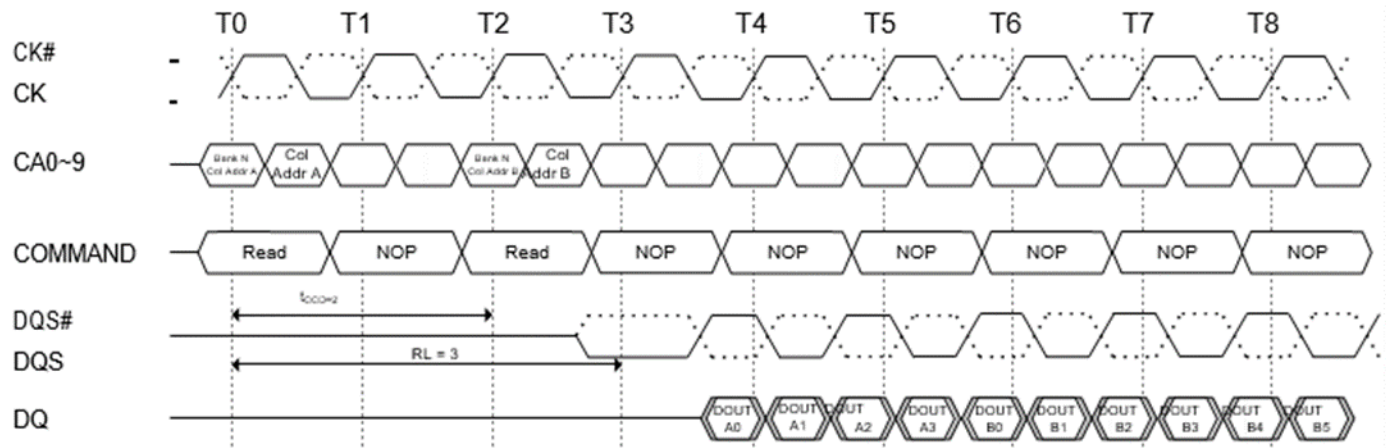 T0 T1 T2 T3 T4 T5 T6 T7 T8
CK#
CK
CA0~9
Bank N
Col Addr A
Col
Addr A
Bank N
Col Addr B
Col
Addr B
COMMAND
Read NOP Read NOP NOP NOP NOP NOP NOP
tCCD=2
DQS#
DQS
RL = 3
DQ
DOUT
A0
DOUT
A1
DOUT
A2
DOUT
A3
DOUT
B0
DOUT
B1
DOUT
B2
DOUT
B3
DOUT
B4
DOUT
B5